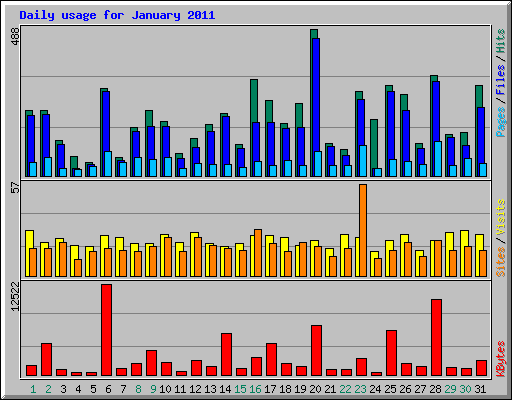 Daily usage for January 2011
488
Pages / Files / Hits
57
Sites / Visits
12522
KBytes
1 2 3 4 5 6 7 8 9 10 11 12 13 14 15 16 17 18 19 20 21 22 23 24 25 26 27 28 29 30 31